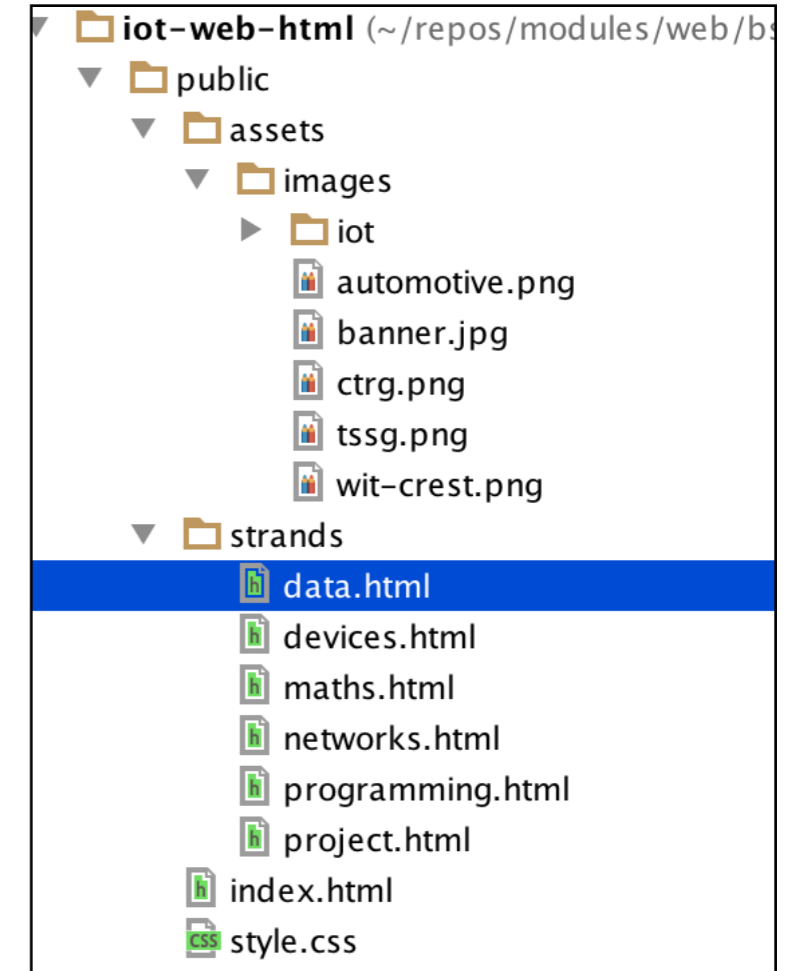 iot-web-html (~/repos/modules/web/bs
public
assets
images
iot
automotive.png
banner.jpg
ctrg.png
tssg.png
wit-crest.png
strands
h data.html
h devices.html
h maths.html
h networks.html
h programming.html
h project.html
h index.html
CSS style.css